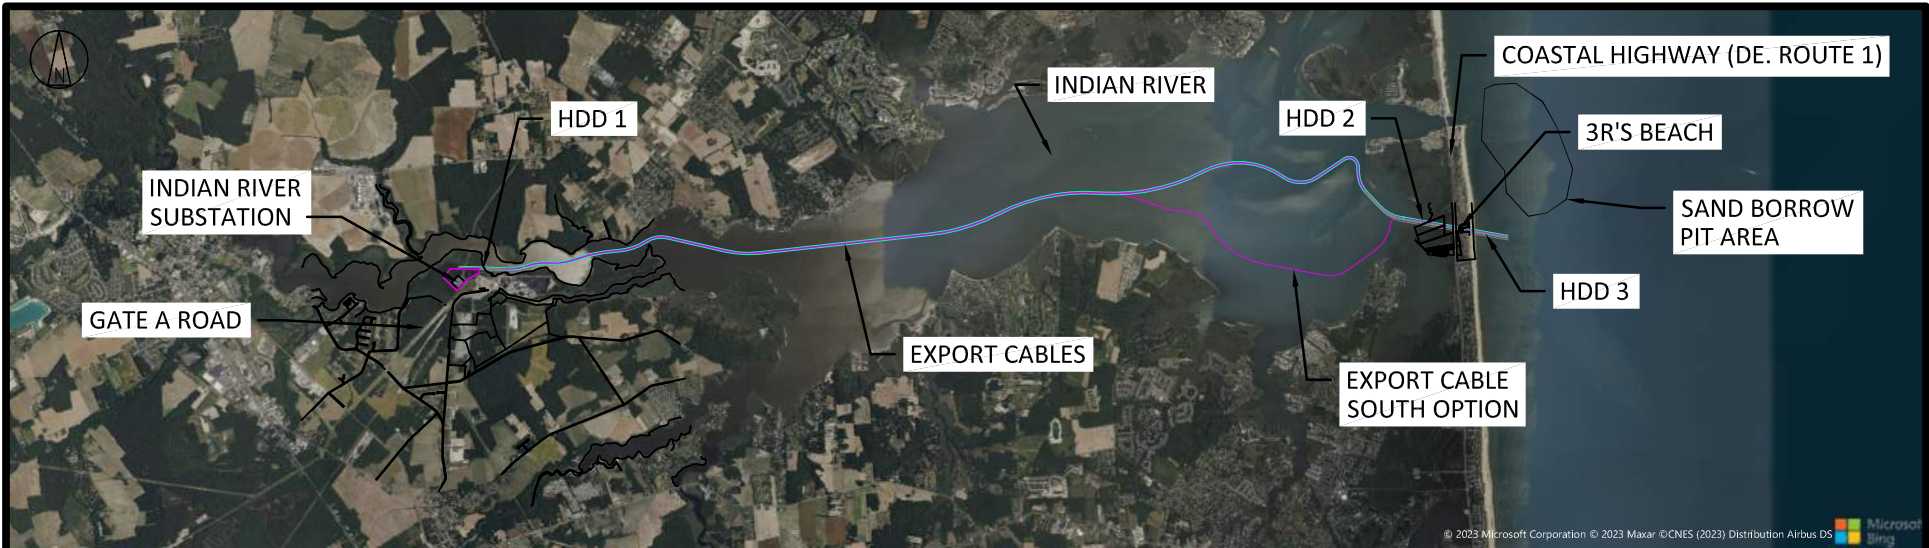 N
COASTAL HIGHWAY (DE. ROUTE 1)
INDIAN RIVER
HDD 1
HDD 2
3R'S BEACH
INDIAN RIVER
SUBSTATION
SAND BORROW
PIT AREA
HDD 3
GATE A ROAD
EXPORT CABLES
EXPORT CABLE
SOUTH OPTION
© 2023 Microsoft Corporation © 2023 Maxar ©CNES (2023) Distribution Airbus DS
Microsoft
Bing